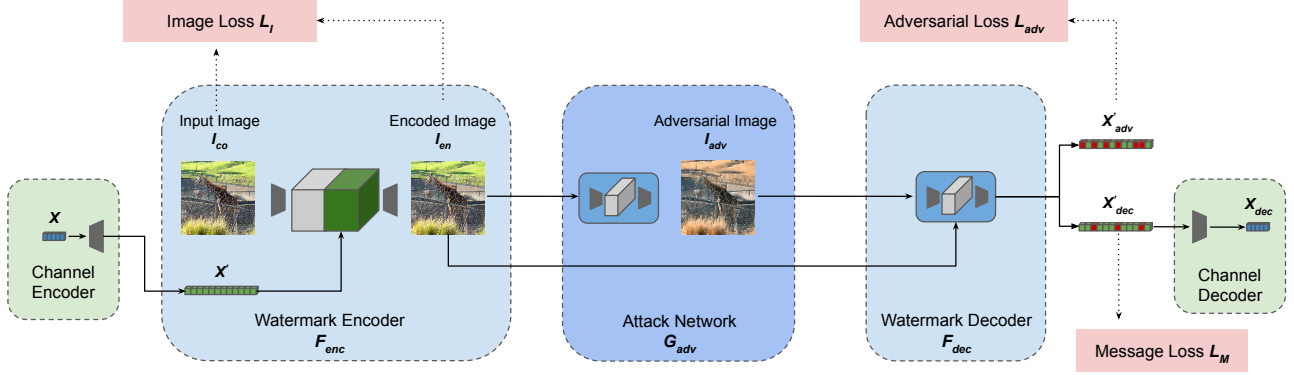 Image Loss L_I
Adversarial Loss L_adv
Input Image
I_co
Encoded Image
I_en
Adversarial Image
I_adv
X'_adv
X
Channel
Encoder
X'
X'_dec
X_dec
Channel
Decoder
Watermark Encoder
F_enc
Attack Network
G_adv
Watermark Decoder
F_dec
Message Loss L_M